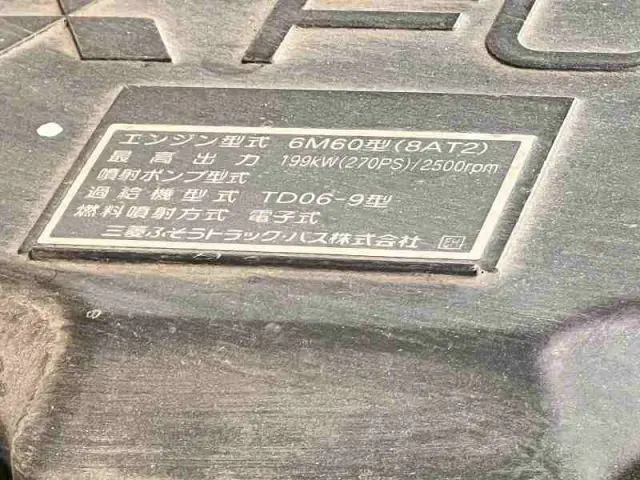 FU
エンジン型式 6M60型(8AT2)
最高出力 199kW(270PS)/2500rpm
噴射ポンプ型式
過給機型式 TD06-9型
燃料噴射方式 電子式
三菱ふそうトラック・バス株式会社